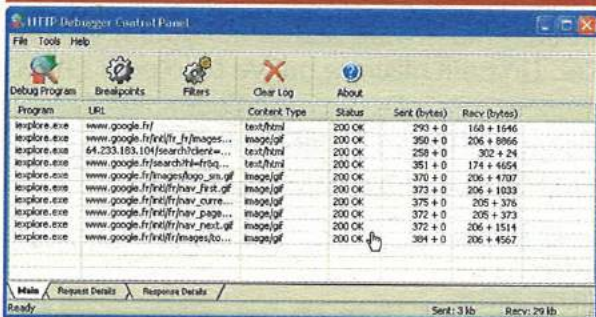 HTTP Debugger Control Panel
File Tools Help
Debug Program Breakpoints Filters Clear Log About
Program URL Content Type Status Sent (bytes) Recv (bytes)
iexplore.exe www.google.fr/ text/html 200 OK 293 + 0 168 + 1646
iexplore.exe www.google.fr/intl/fr_fr/images... image/gif 200 OK 350 + 0 206 + 8866
iexplore.exe 64.233.183.104/search?client=... text/html 200 OK 258 + 0 302 + 24
iexplore.exe www.google.fr/search?hl=fr&q... text/html 200 OK 351 + 0 174 + 4654
iexplore.exe www.google.fr/images/logo_sm.gif image/gif 200 OK 370 + 0 206 + 4707
iexplore.exe www.google.fr/intl/fr/nav_first.gif image/gif 200 OK 373 + 0 206 + 1033
iexplore.exe www.google.fr/intl/fr/nav_curre... image/gif 200 OK 375 + 0 205 + 376
iexplore.exe www.google.fr/intl/fr/nav_page... image/gif 200 OK 372 + 0 205 + 373
iexplore.exe www.google.fr/intl/fr/nav_next.gif image/gif 200 OK 372 + 0 206 + 1514
iexplore.exe www.google.fr/intl/fr/images/to... image/gif 200 OK 384 + 0 206 + 4567
Main Request Details Response Details
Ready Sent: 3 kb Recv: 29 kb